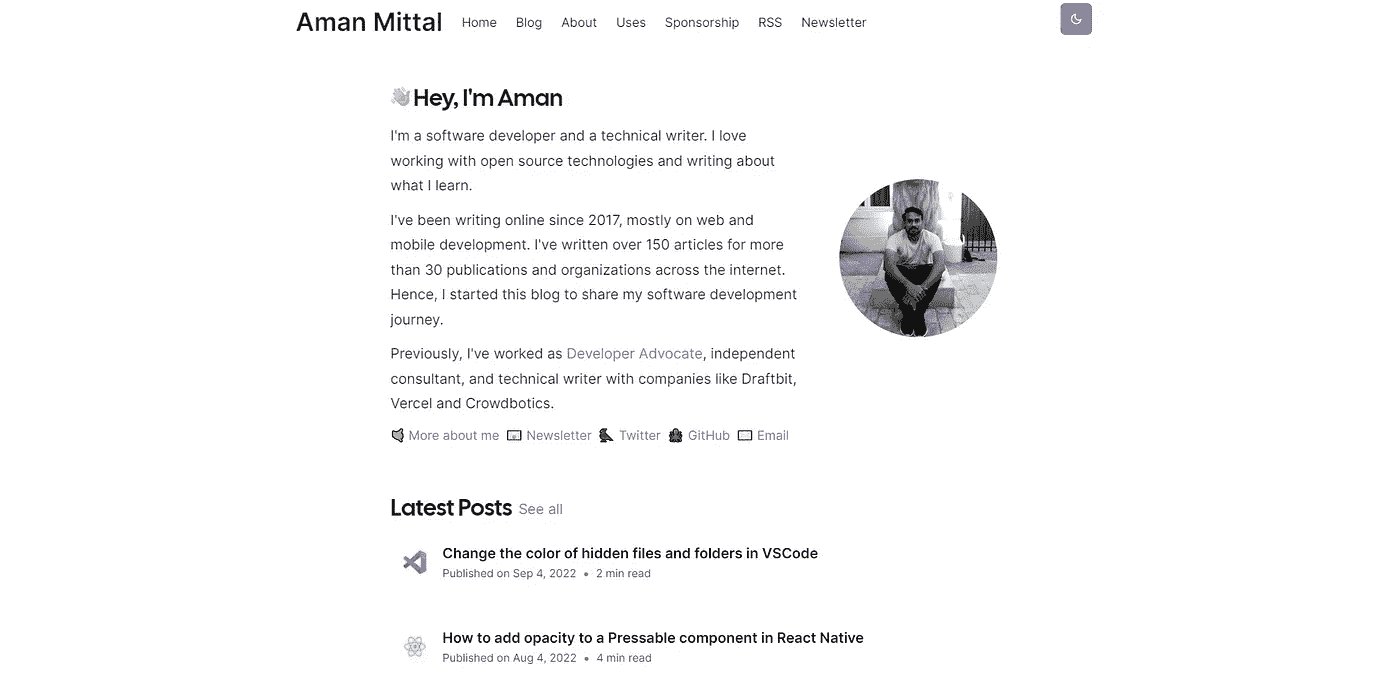 Aman Mittal Home Blog About Uses Sponsorship RSS Newsletter
👋Hey, I'm Aman
I'm a software developer and a technical writer. I love
working with open source technologies and writing about
what I learn.
I've been writing online since 2017, mostly on web and
mobile development. I've written over 150 articles for more
than 30 publications and organizations across the internet.
Hence, I started this blog to share my software development
journey.
Previously, I've worked as Developer Advocate, independent
consultant, and technical writer with companies like Draftbit,
Vercel and Crowdbotics.
More about me Newsletter Twitter GitHub Email
Latest Posts See all
Change the color of hidden files and folders in VSCode
Published on Sep 4, 2022 • 2 min read
How to add opacity to a Pressable component in React Native
Published on Aug 4, 2022 • 4 min read